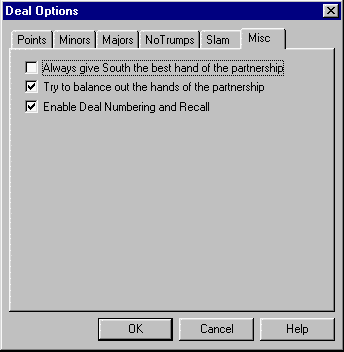 Deal Options
Points Minors Majors NoTrumps Slam Misc
Always give South the best hand of the partnership
Try to balance out the hands of the partnership
Enable Deal Numbering and Recall
OK Cancel Help